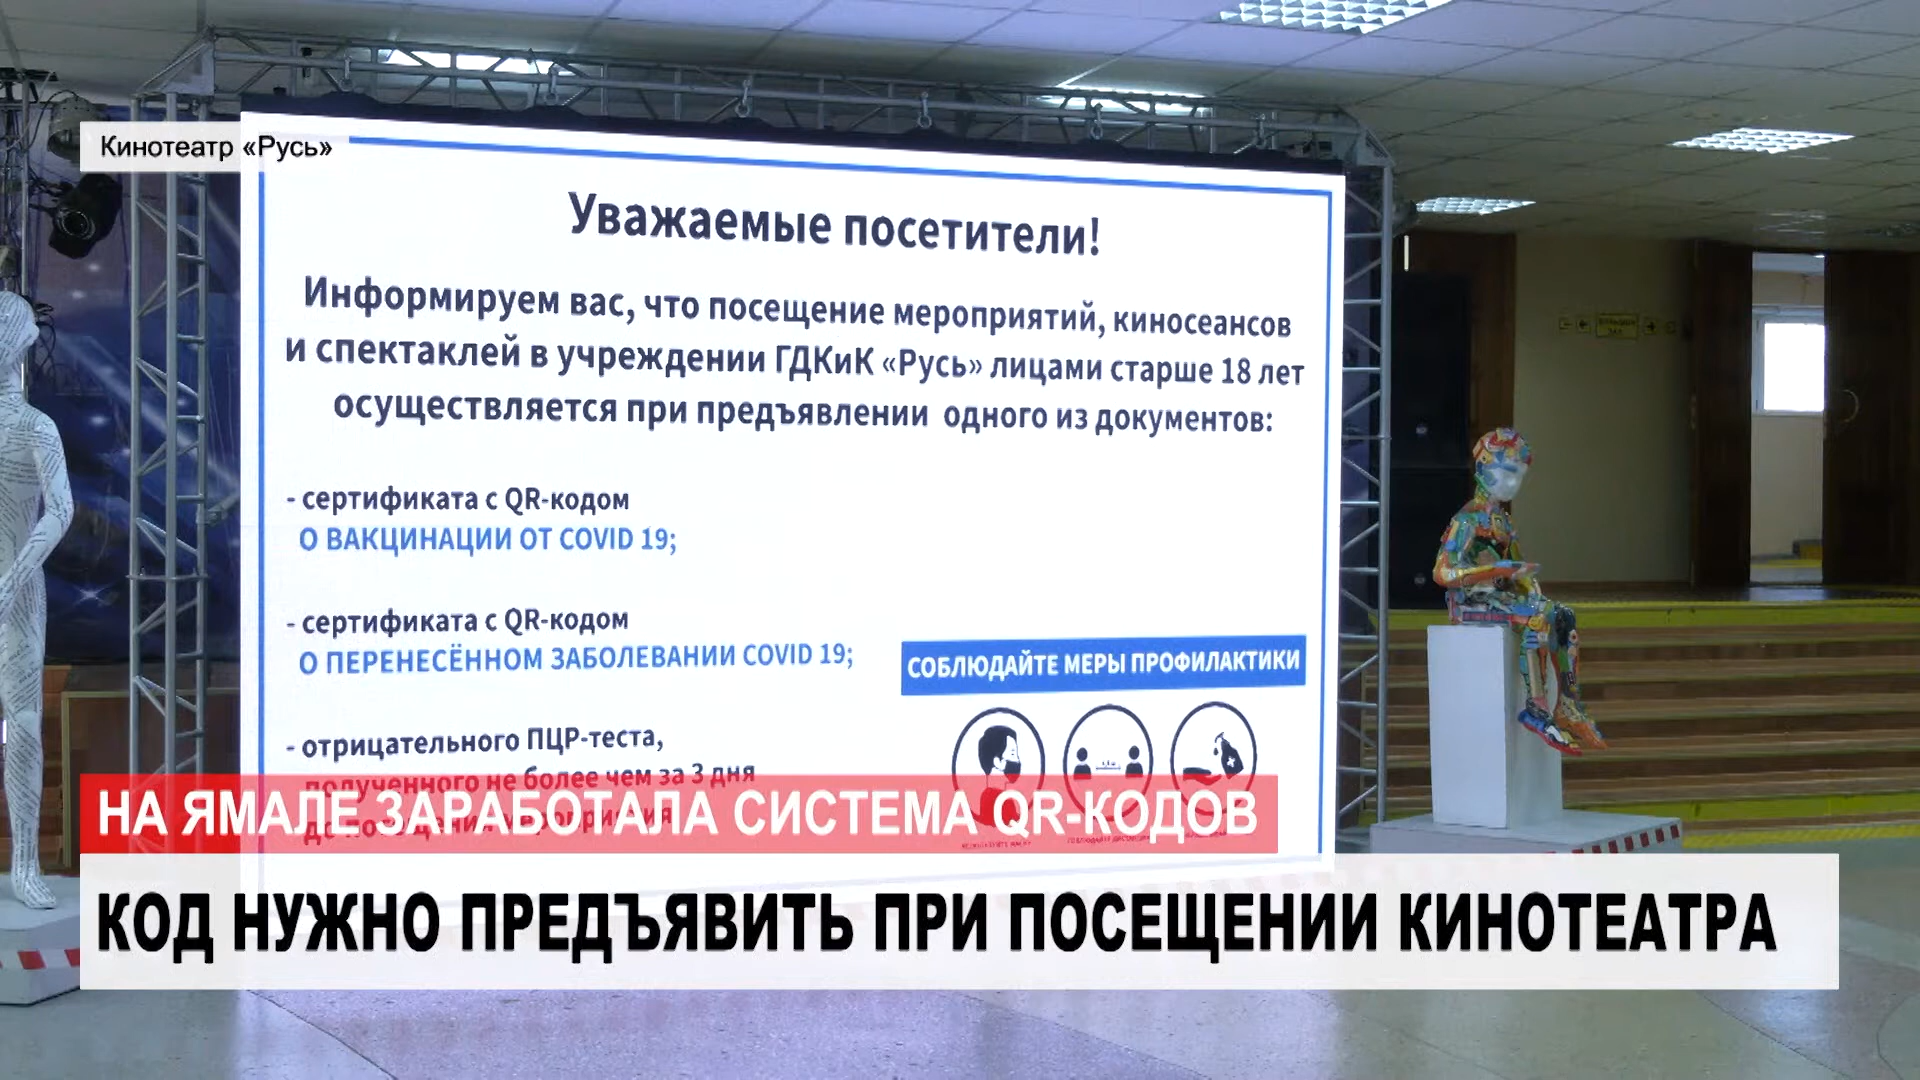 Кинотеатр «Русь»
Уважаемые посетители!
Информируем вас, что посещение мероприятий, киносеансов
и спектаклей в учреждении ГДКиК «Русь» лицами старше 18 лет
осуществляется при предъявлении одного из документов:
- сертификата с QR-кодом
О ВАКЦИНАЦИИ ОТ COVID 19;
- сертификата с QR-кодом
О ПЕРЕНЕСЁННОМ ЗАБОЛЕВАНИИ COVID 19;
- отрицательного ПЦР-теста,
полученного не более чем за 3 дня
до посещения мероприятия
СОБЛЮДАЙТЕ МЕРЫ ПРОФИЛАКТИКИ
НА ЯМАЛЕ ЗАРАБОТАЛА СИСТЕМА QR-КОДОВ
КОД НУЖНО ПРЕДЪЯВИТЬ ПРИ ПОСЕЩЕНИИ КИНОТЕАТРА